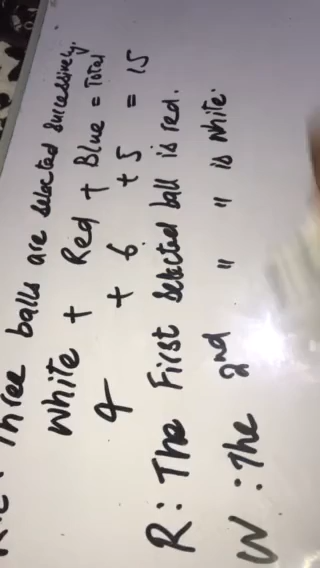 Three balls are selected successively.
White + Red + Blue = Total
4 + 6 + 5 = 15
R : The First selected ball is red.
W : The 2nd " " is white.